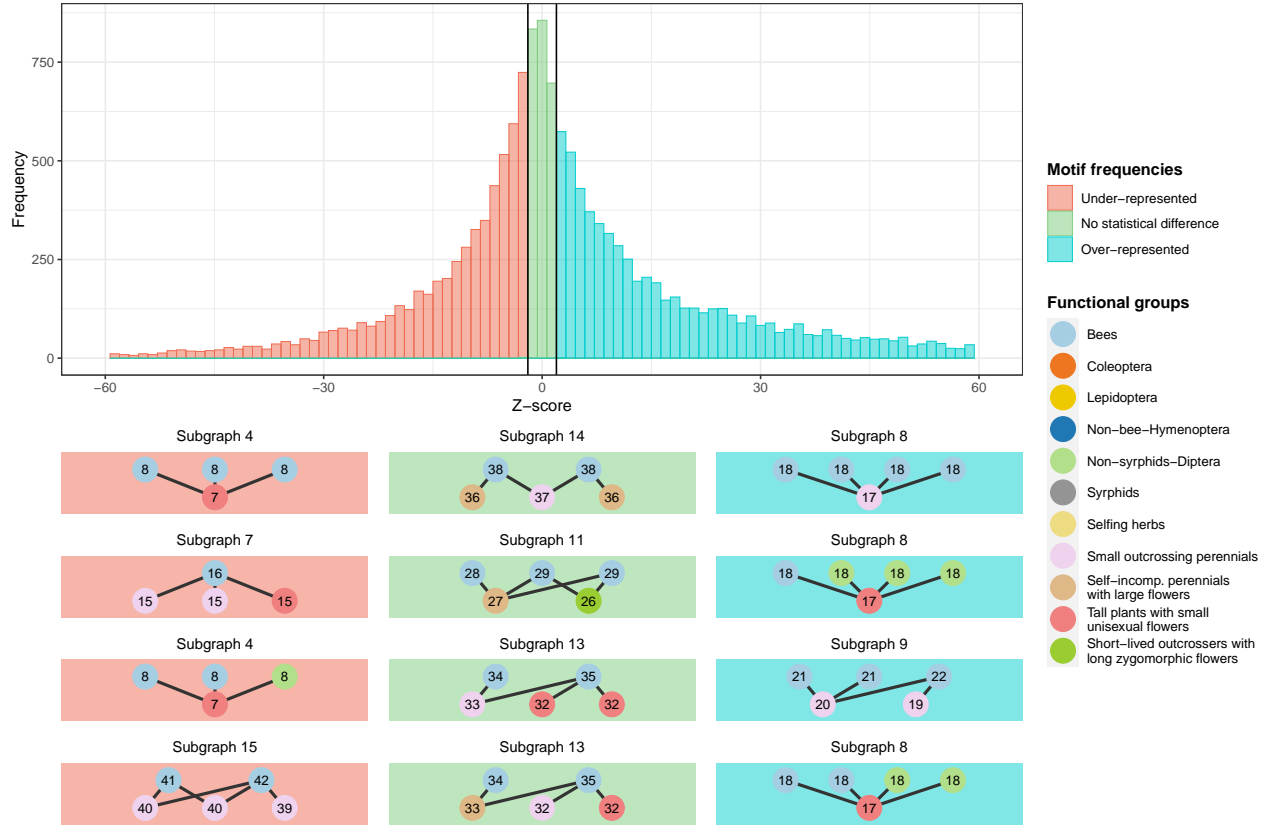 750
500
250
0
Frequency
−60
−30
0
30
60
Z−score
Motif frequencies
Under−represented
No statistical difference
Over−represented
Functional groups
Bees
Coleoptera
Lepidoptera
Non−bee−Hymenoptera
Non−syrphids−Diptera
Syrphids
Selfing herbs
Small outcrossing perennials
Self−incomp. perennials
with large flowers
Tall plants with small
unisexual flowers
Short−lived outcrossers with
long zygomorphic flowers
Subgraph 4
8 8 8
7
Subgraph 14
38 38
36 37 36
Subgraph 8
18 18 18 18
17
Subgraph 7
16
15 15 15
Subgraph 11
28 29 29
27 26
Subgraph 8
18 18 18 18
17
Subgraph 4
8 8 8
7
Subgraph 13
34 35
33 32 32
Subgraph 9
21 21 22
20 19
Subgraph 15
41 42
40 40 39
Subgraph 13
34 35
33 32 32
Subgraph 8
18 18 18 18
17